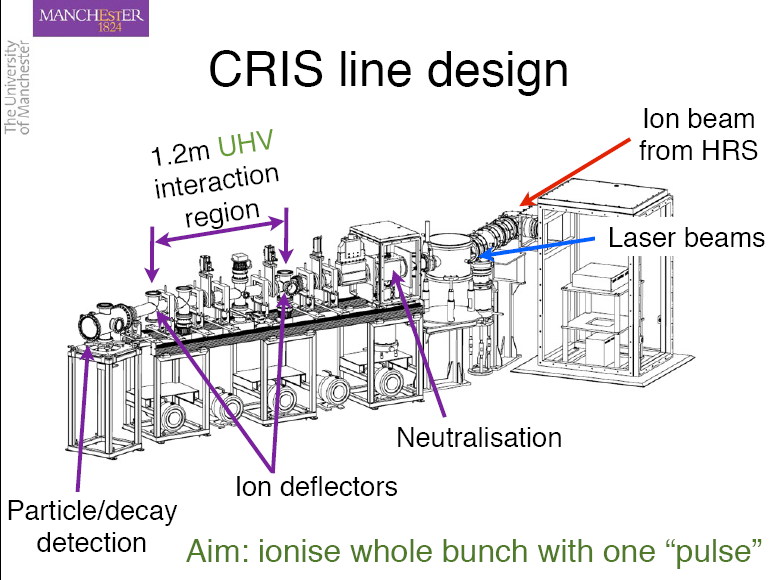 MANCHESTER
1824
The University
of Manchester
CRIS line design
Ion beam
from HRS
1.2m UHV
interaction
region
Laser beams
Neutralisation
Ion deflectors
Particle/decay
detection
Aim: ionise whole bunch with one “pulse”